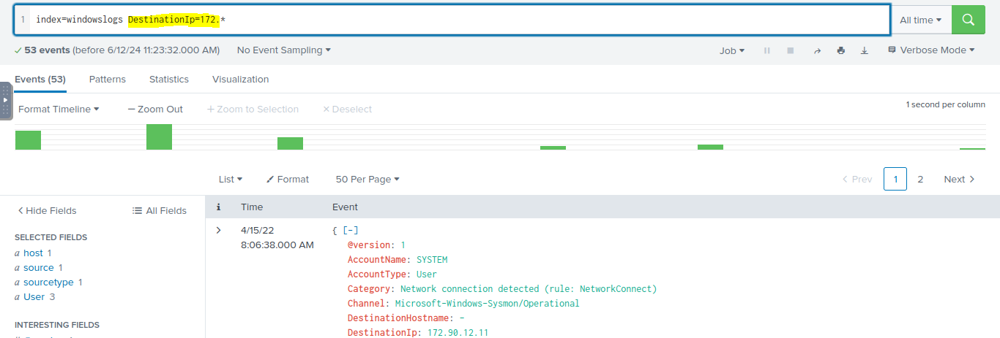 1 index=windowslogs DestinationIp=172.*
All time
53 events (before 6/12/24 11:23:32.000 AM) No Event Sampling
Job Verbose Mode
Events (53) Patterns Statistics Visualization
Format Timeline — Zoom Out + Zoom to Selection × Deselect
1 second per column
List Format 50 Per Page
< Prev 1 2 Next >
< Hide Fields All Fields
i Time Event
SELECTED FIELDS
a host 1
a source 1
a sourcetype 1
a User 3
INTERESTING FIELDS
> 4/15/22
8:06:38.000 AM
{ [-]
@version: 1
AccountName: SYSTEM
AccountType: User
Category: Network connection detected (rule: NetworkConnect)
Channel: Microsoft-Windows-Sysmon/Operational
DestinationHostname: -
DestinationIp: 172.90.12.11